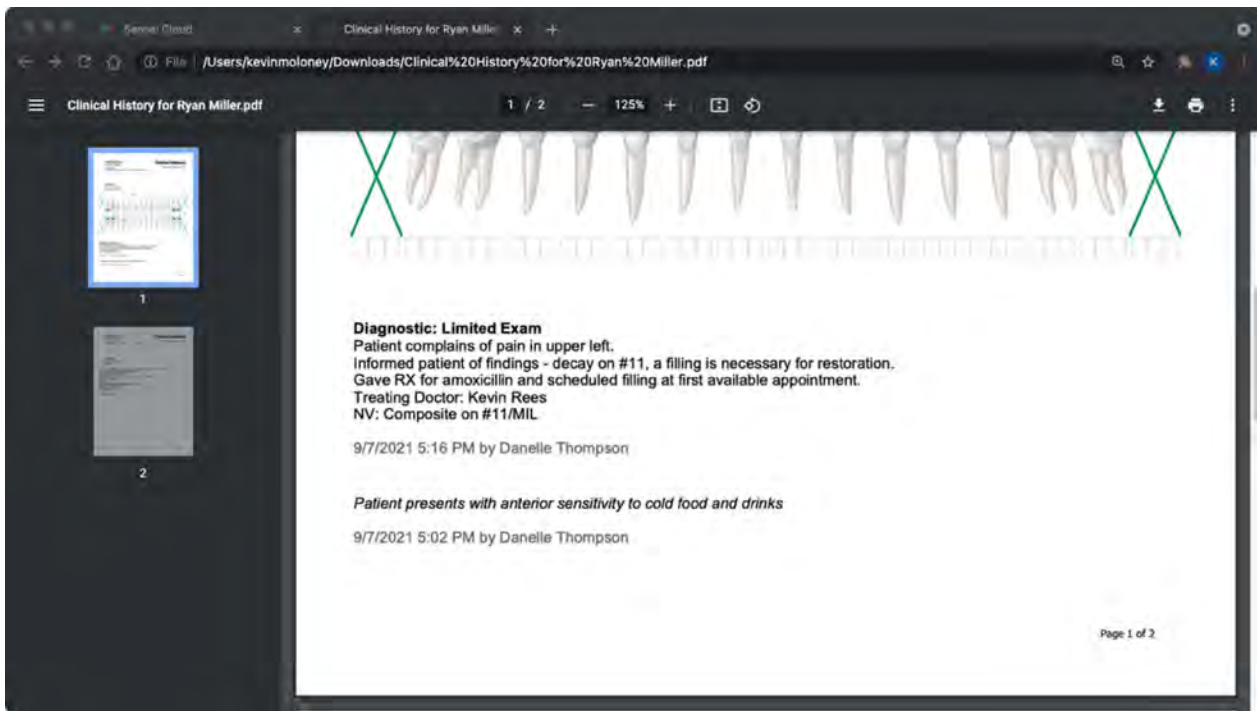 Sensei Cloud
Clinical History for Ryan Mille
File /Users/kevinmoloney/Downloads/Clinical%20History%20for%20Ryan%20Miller.pdf
K
Clinical History for Ryan Miller.pdf
1 / 2 — 125% +
1
2
Diagnostic: Limited Exam
Patient complains of pain in upper left.
Informed patient of findings - decay on #11, a filling is necessary for restoration.
Gave RX for amoxicillin and scheduled filling at first available appointment.
Treating Doctor: Kevin Rees
NV: Composite on #11/MIL
9/7/2021 5:16 PM by Danelle Thompson
Patient presents with anterior sensitivity to cold food and drinks
9/7/2021 5:02 PM by Danelle Thompson
Page 1 of 2